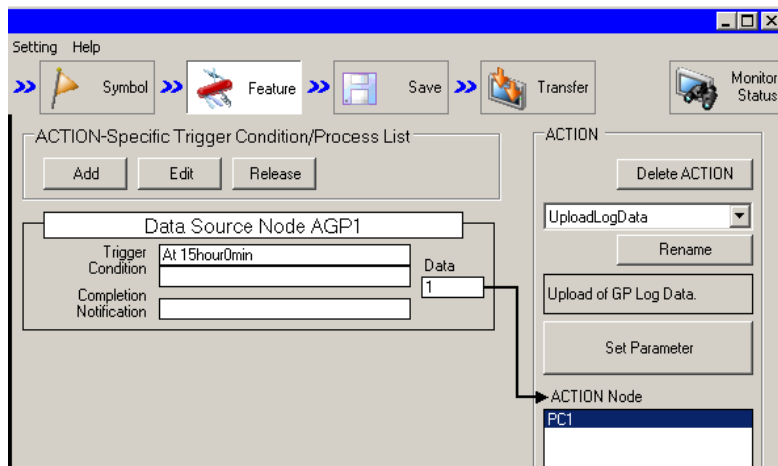 Setting Help
Symbol
Feature
Save
Transfer
Monitor
Status
ACTION-Specific Trigger Condition/Process List
Add
Edit
Release
Data Source Node AGP1
Trigger
Condition
At 15hour0min
Completion
Notification
Data
1
ACTION
Delete ACTION
UploadLogData
Rename
Upload of GP Log Data.
Set Parameter
ACTION Node
PC1